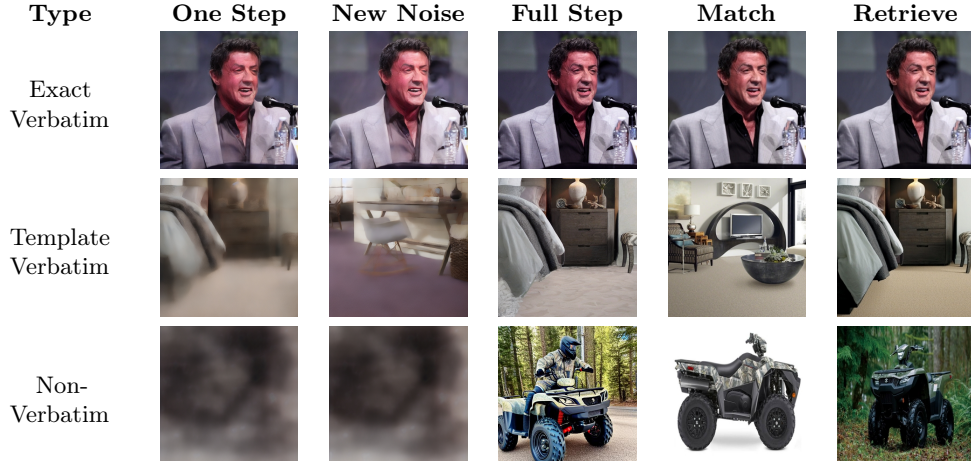 Type One Step New Noise Full Step Match Retrieve
Exact
Verbatim
Template
Verbatim
Non-
Verbatim